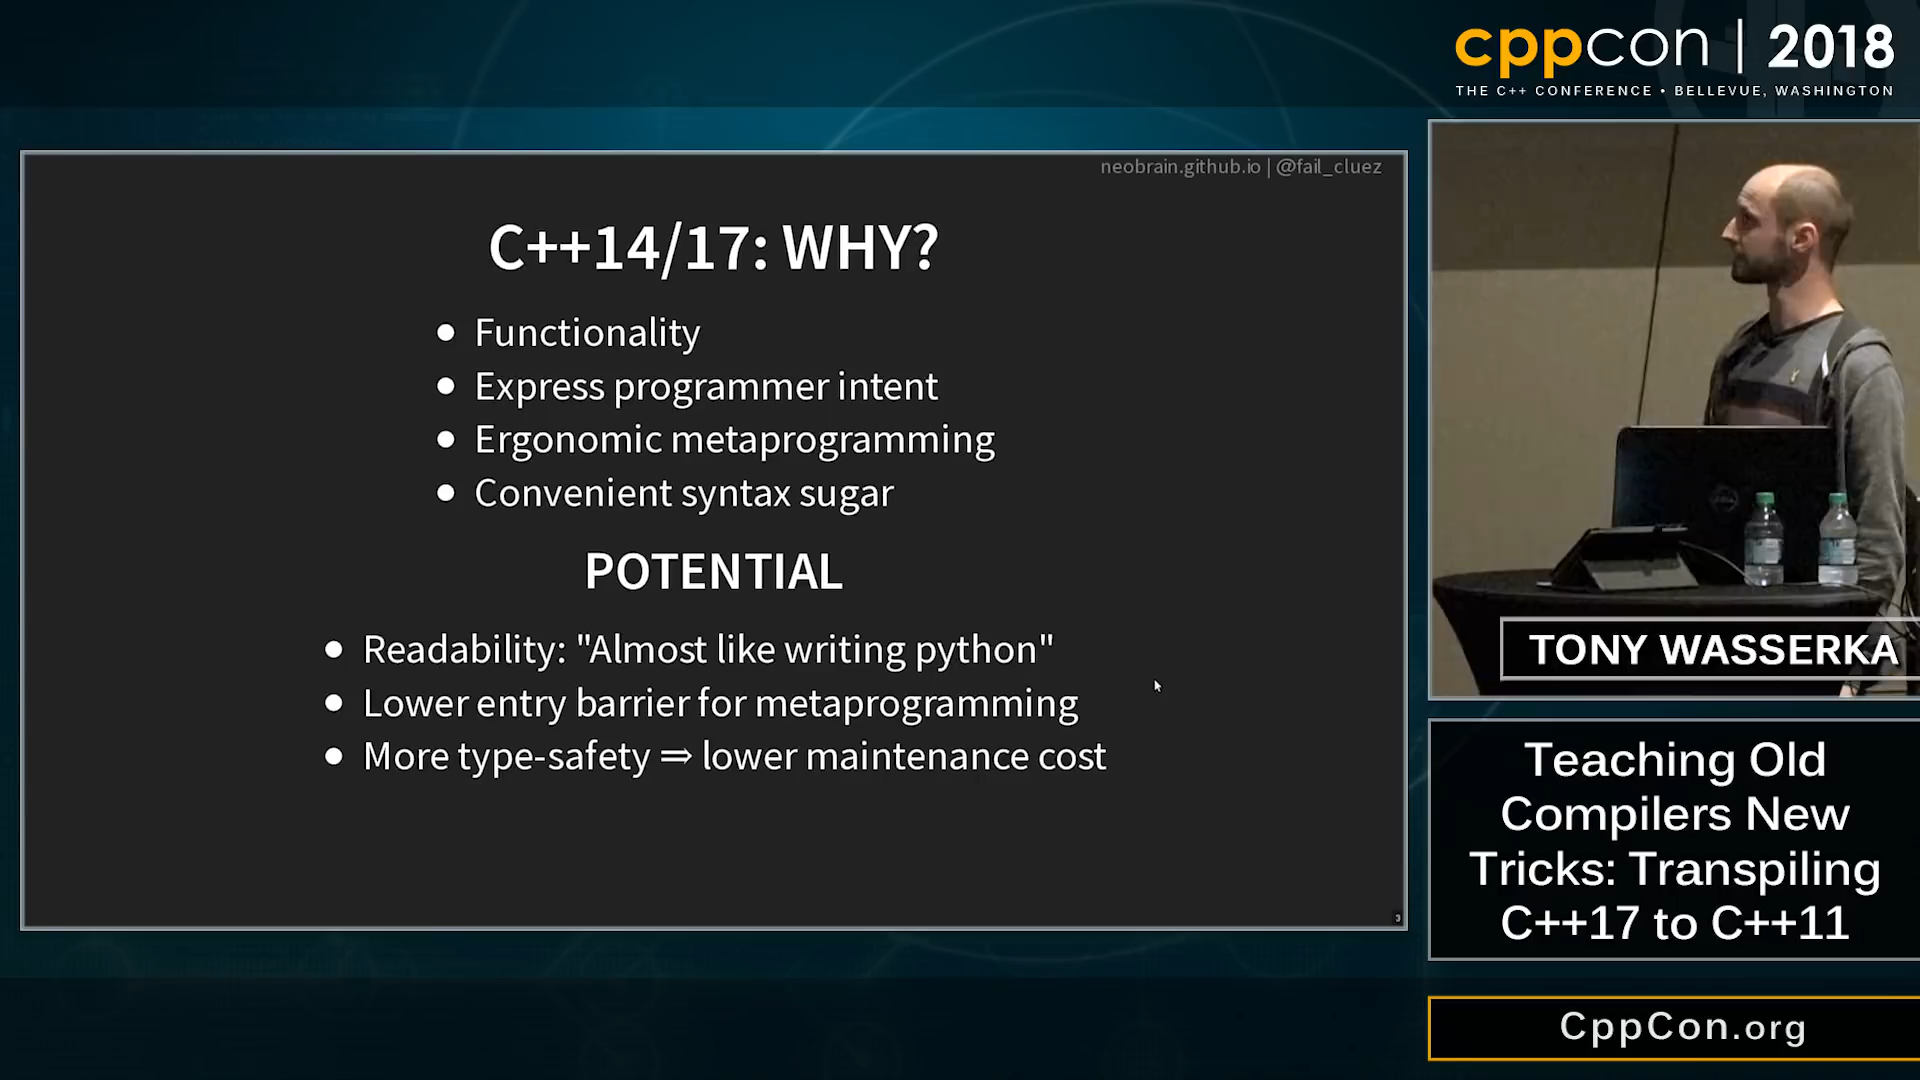 cppcon | 2018
THE C++ CONFERENCE • BELLEVUE, WASHINGTON
neobrain.github.io | @fail_cluez
C++14/17: WHY?
• Functionality
• Express programmer intent
• Ergonomic metaprogramming
• Convenient syntax sugar
POTENTIAL
• Readability: "Almost like writing python"
• Lower entry barrier for metaprogramming
• More type-safety ⇒ lower maintenance cost
3
TONY WASSERKA
Teaching Old
Compilers New
Tricks: Transpiling
C++17 to C++11
CppCon.org